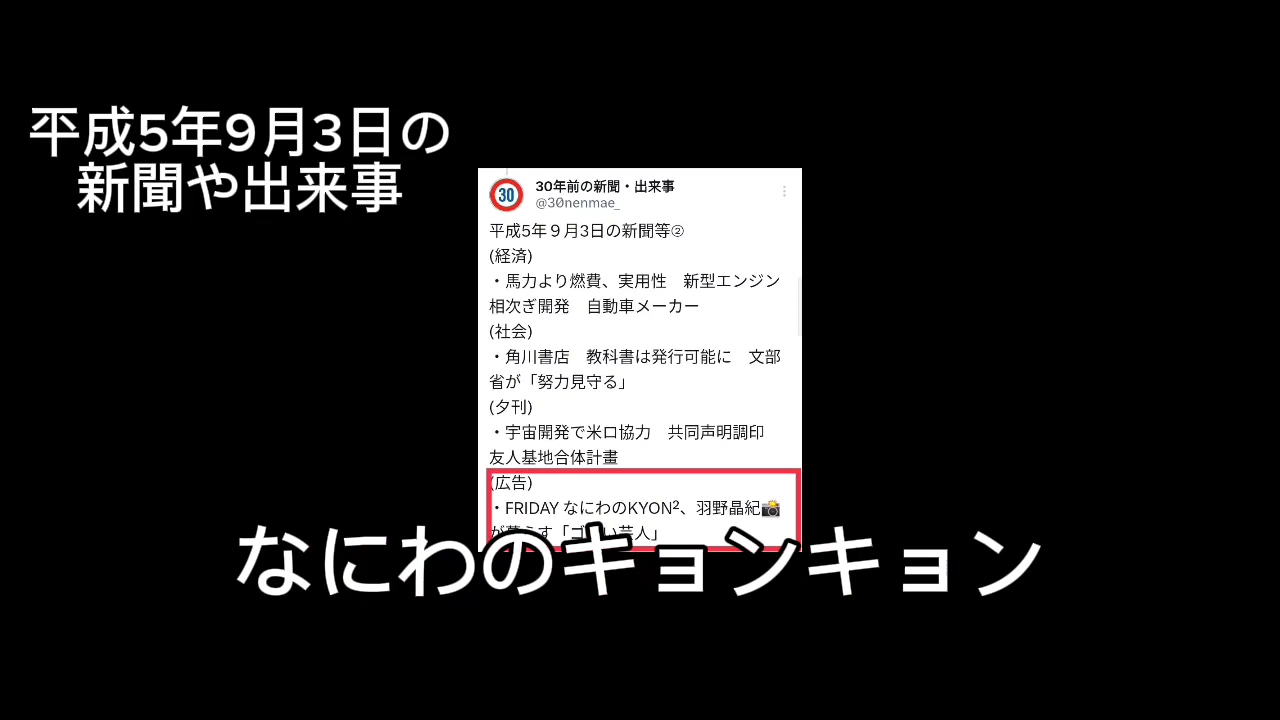 平成5年9月3日の
新聞や出来事
30
30年前の新聞・出来事
@30nenmae_
平成5年９月3日の新聞等②
(経済)
・馬力より燃費、実用性　新型エンジン
相次ぎ開発　自動車メーカー
(社会)
・角川書店　教科書は発行可能に　文部
省が「努力見守る」
(夕刊)
・宇宙開発で米ロ協力　共同声明調印
友人基地合体計畫
(広告)
・FRIDAY なにわのKYON²、羽野晶紀📸
す「い芸人」
なにわのキョンキョン